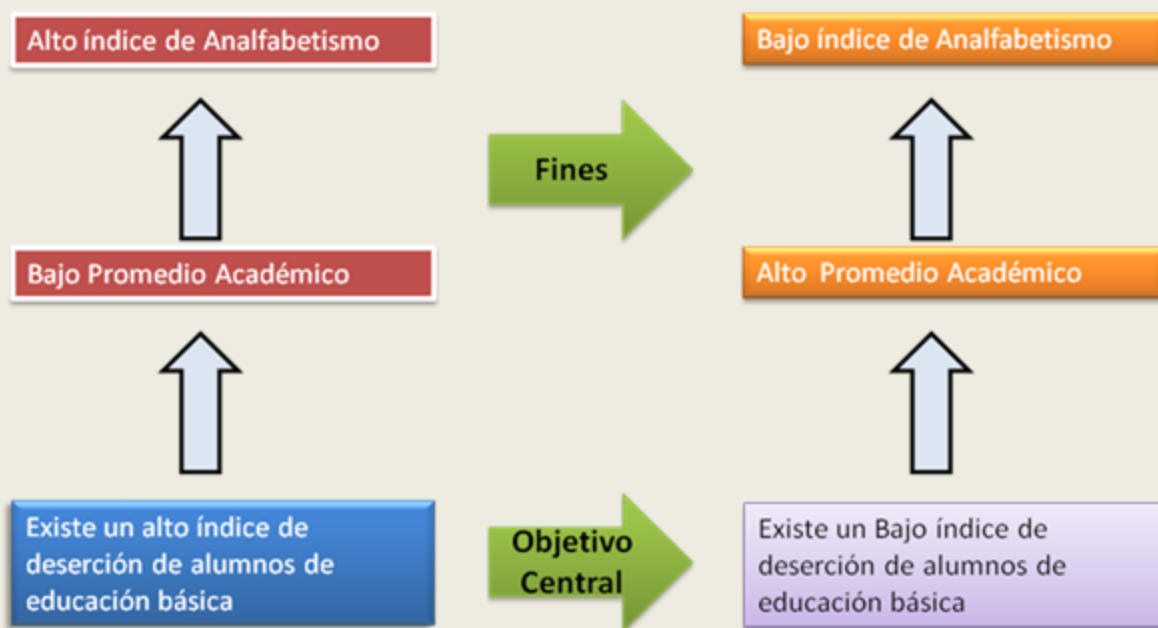 Alto índice de Analfabetismo
Bajo índice de Analfabetismo
Fines
Bajo Promedio Académico
Alto Promedio Académico
Existe un alto índice de
deserción de alumnos de
educación básica
Objetivo
Central
Existe un Bajo índice de
deserción de alumnos de
educación básica